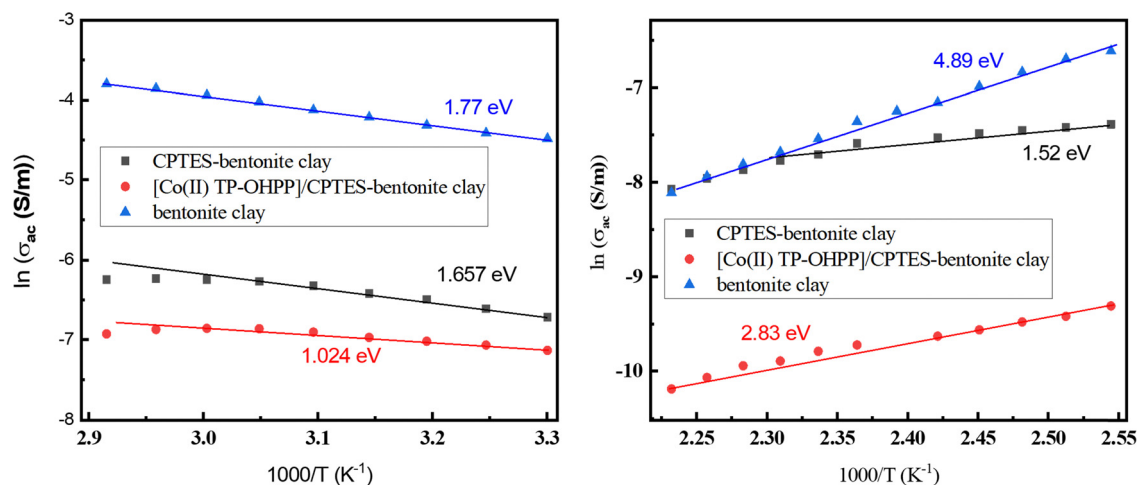 -3
-4
-5
-6
-7
-8
ln (σac (S/m))
1.77 eV
CPTES-bentonite clay
[Co(II) TP-OHPP]/CPTES-bentonite clay
bentonite clay
1.657 eV
1.024 eV
2.9 3.0 3.1 3.2 3.3
1000/T (K⁻¹)
-7
-8
-9
-10
ln (σac (S/m))
4.89 eV
1.52 eV
CPTES-bentonite clay
[Co(II) TP-OHPP]/CPTES-bentonite clay
bentonite clay
2.83 eV
2.25 2.30 2.35 2.40 2.45 2.50 2.55
1000/T (K⁻¹)